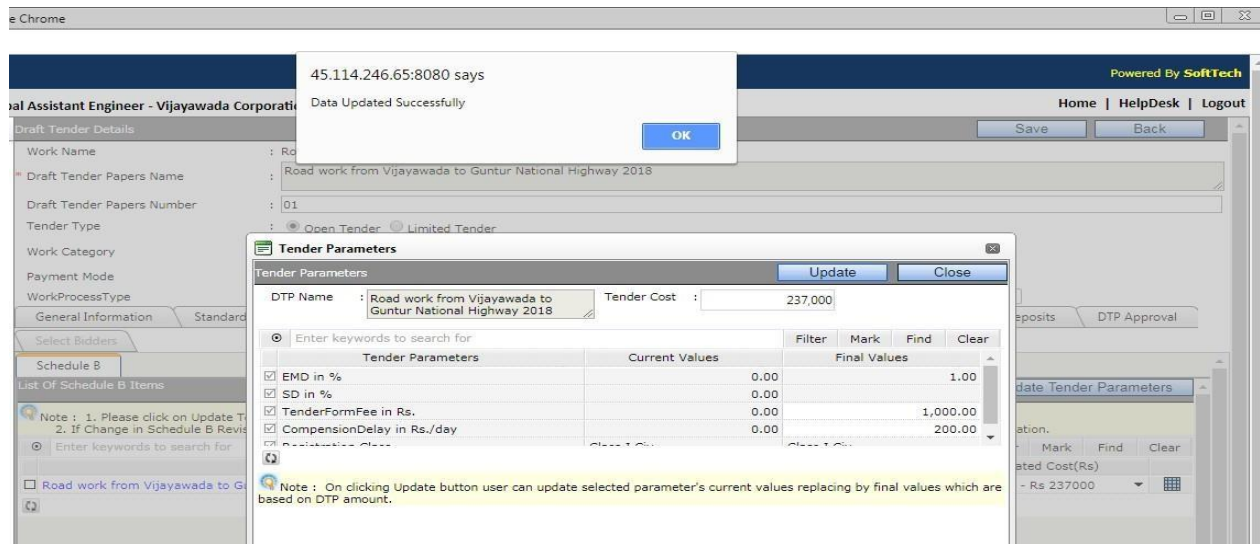 e Chrome
45.114.246.65:8080 says
Data Updated Successfully
OK
Powered By SoftTech
Assistant Engineer - Vijayawada
Home | HelpDesk | Logout
Draft Tender Details
Save Back
Work Name :
* Draft Tender Papers Name : Road work from Vijayawada to Guntur National Highway 2018
Draft Tender Papers Number : 01
Tender Type : Open Tender Limited Tender
Work Category
Payment Mode
WorkProcessType
General Information Standard DTP Approval
Select Bidders
Schedule B
List Of Schedule B Items Tender Parameters
Note : 1. Please click on Update
2. If Change in Schedule B
Enter keywords to search for Mark Find Clear
Cost(Rs)
Road work from Vijayawada to - Rs 237000
Tender Parameters
Tender Parameters Update Close
DTP Name : Road work from Vijayawada to Guntur National Highway 2018
Tender Cost : 237,000
Enter keywords to search for Filter Mark Find Clear
Tender Parameters Current Values Final Values
EMD in % 0.00 1.00
SD in % 0.00
TenderFormFee in Rs. 0.00 1,000.00
CompensionDelay in Rs./day 0.00 200.00
Note : On clicking Update button user can update selected parameter's current values replacing by final values which are
based on DTP amount.